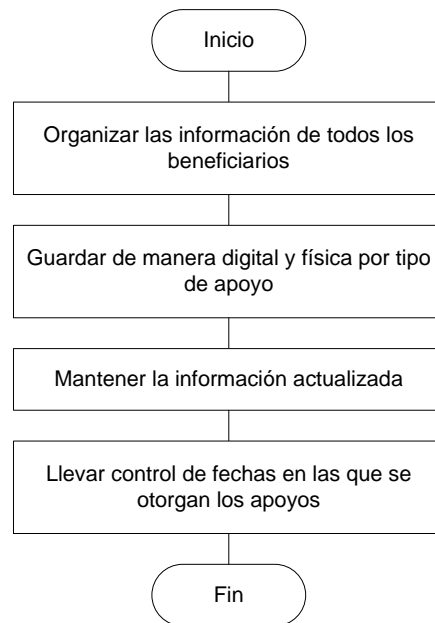 Inicio
Organizar las información de todos los
beneficiarios
Guardar de manera digital y física por tipo
de apoyo
Mantener la información actualizada
Llevar control de fechas en las que se
otorgan los apoyos
Fin